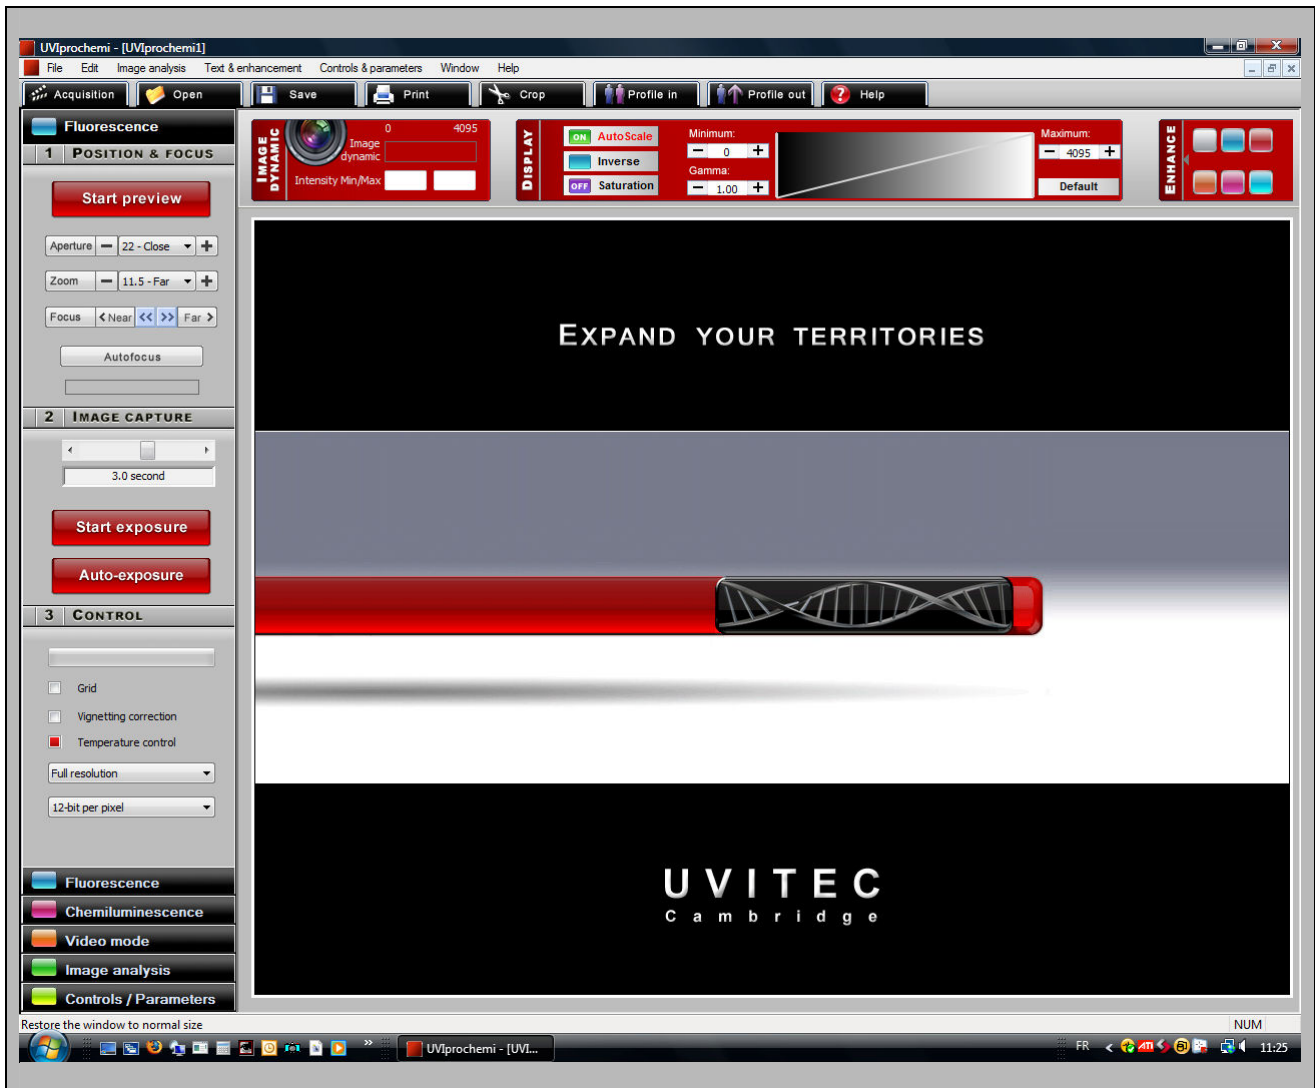 UVIprochemi - [UVIprochemi1]
File Edit Image analysis Text & enhancement Controls & parameters Window Help
Acquisition Open Save Print Crop Profile in Profile out ? Help
Fluorescence
1 POSITION & FOCUS
Start preview
Aperture 22 - Close
Zoom 11.5 - Far
Focus Near << >> Far
Autofocus
2 IMAGE CAPTURE
3.0 second
Start exposure
Auto-exposure
3 CONTROL
Grid
Vignetting correction
Temperature control
Full resolution
12-bit per pixel
Fluorescence
Chemiluminescence
Video mode
Image analysis
Controls / Parameters
IMAGE DYNAMIC
0 4095
Image dynamic
Intensity Min/Max
DISPLAY
ON AutoScale
Inverse
OFF Saturation
Minimum:
0
Gamma:
1.00
Maximum:
4095
Default
ENHANCE
EXPAND YOUR TERRITORIES
UVITEC
Cambridge
Restore the window to normal size NUM
UVIprochemi - [UVI... FR ATI 11:25